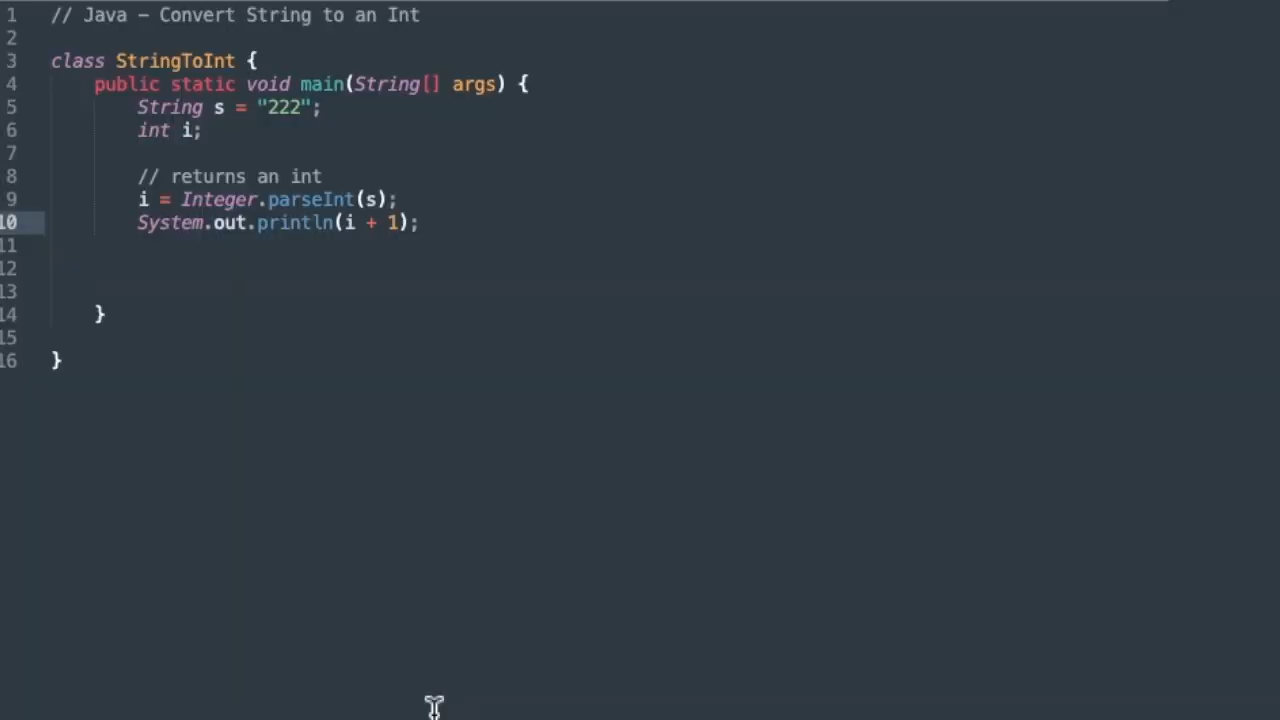 1 // Java - Convert String to an Int
2
3 class StringToInt {
4 public static void main(String[] args) {
5 String s = "222";
6 int i;
7
8 // returns an int
9 i = Integer.parseInt(s);
10 System.out.println(i + 1);
11
12
13
14 }
15
16 }